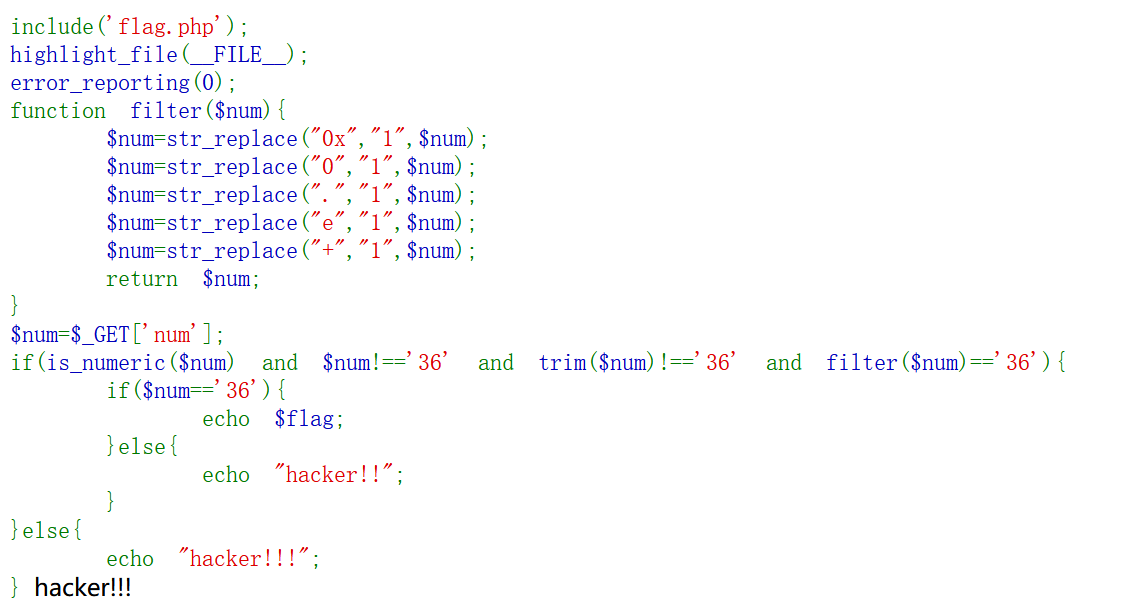 include('flag.php');
highlight_file(__FILE__);
error_reporting(0);
function filter($num){
$num=str_replace("0x","1",$num);
$num=str_replace("0","1",$num);
$num=str_replace(".","1",$num);
$num=str_replace("e","1",$num);
$num=str_replace("+","1",$num);
return $num;
}
$num=$_GET['num'];
if(is_numeric($num) and $num!=='36' and trim($num)!=='36' and filter($num)=='36'){
if($num=='36'){
echo $flag;
}else{
echo "hacker!!";
}
}else{
echo "hacker!!!";
} hacker!!!